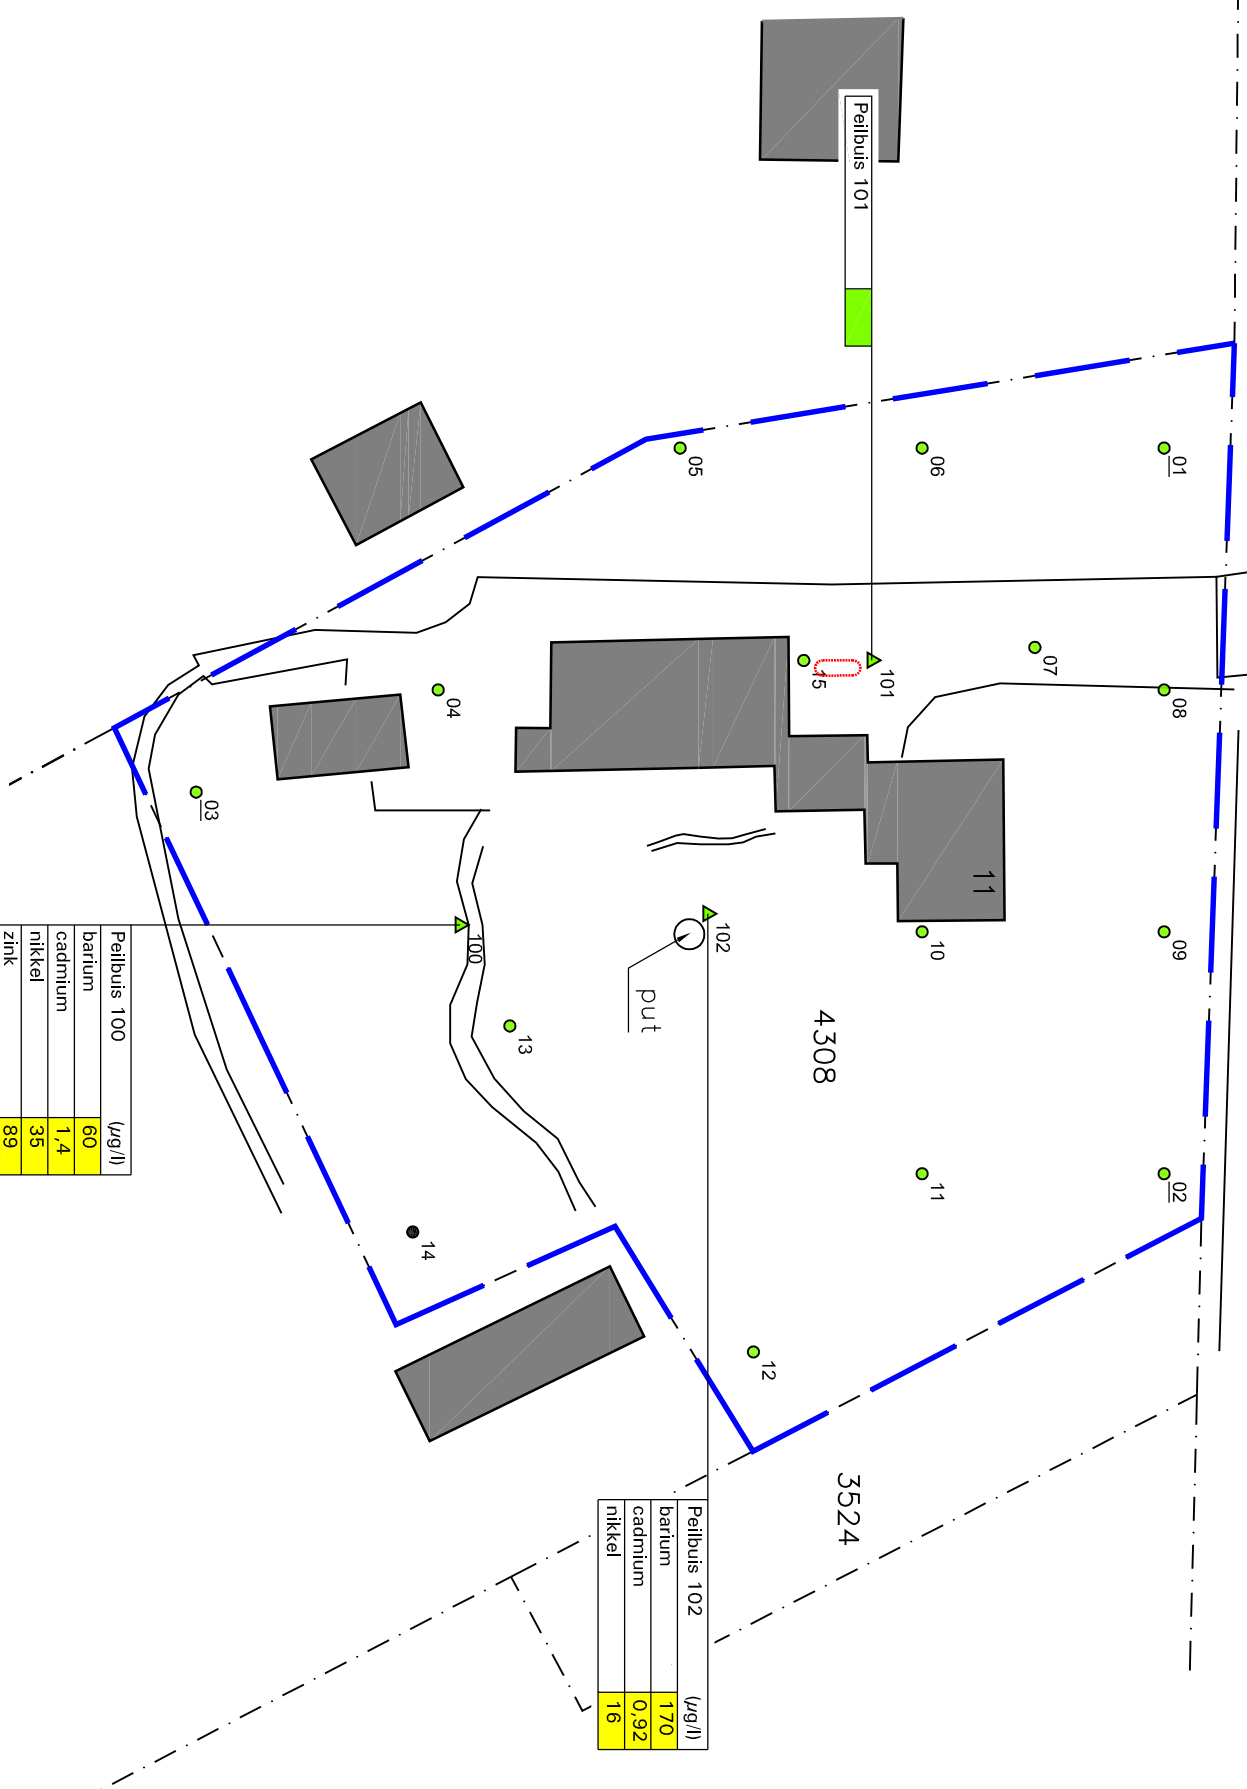 01
06
05
Peilbuis 101
07
08
101
15
04
03
11
09
10
102
100
put
13
4308
02
11
14
12
3524
Peilbuis 100 (µg/l)
barium 60
cadmium 1,4
nikkel 35
zink 89
Peilbuis 102 (µg/l)
barium 170
cadmium 0,92
nikkel 16